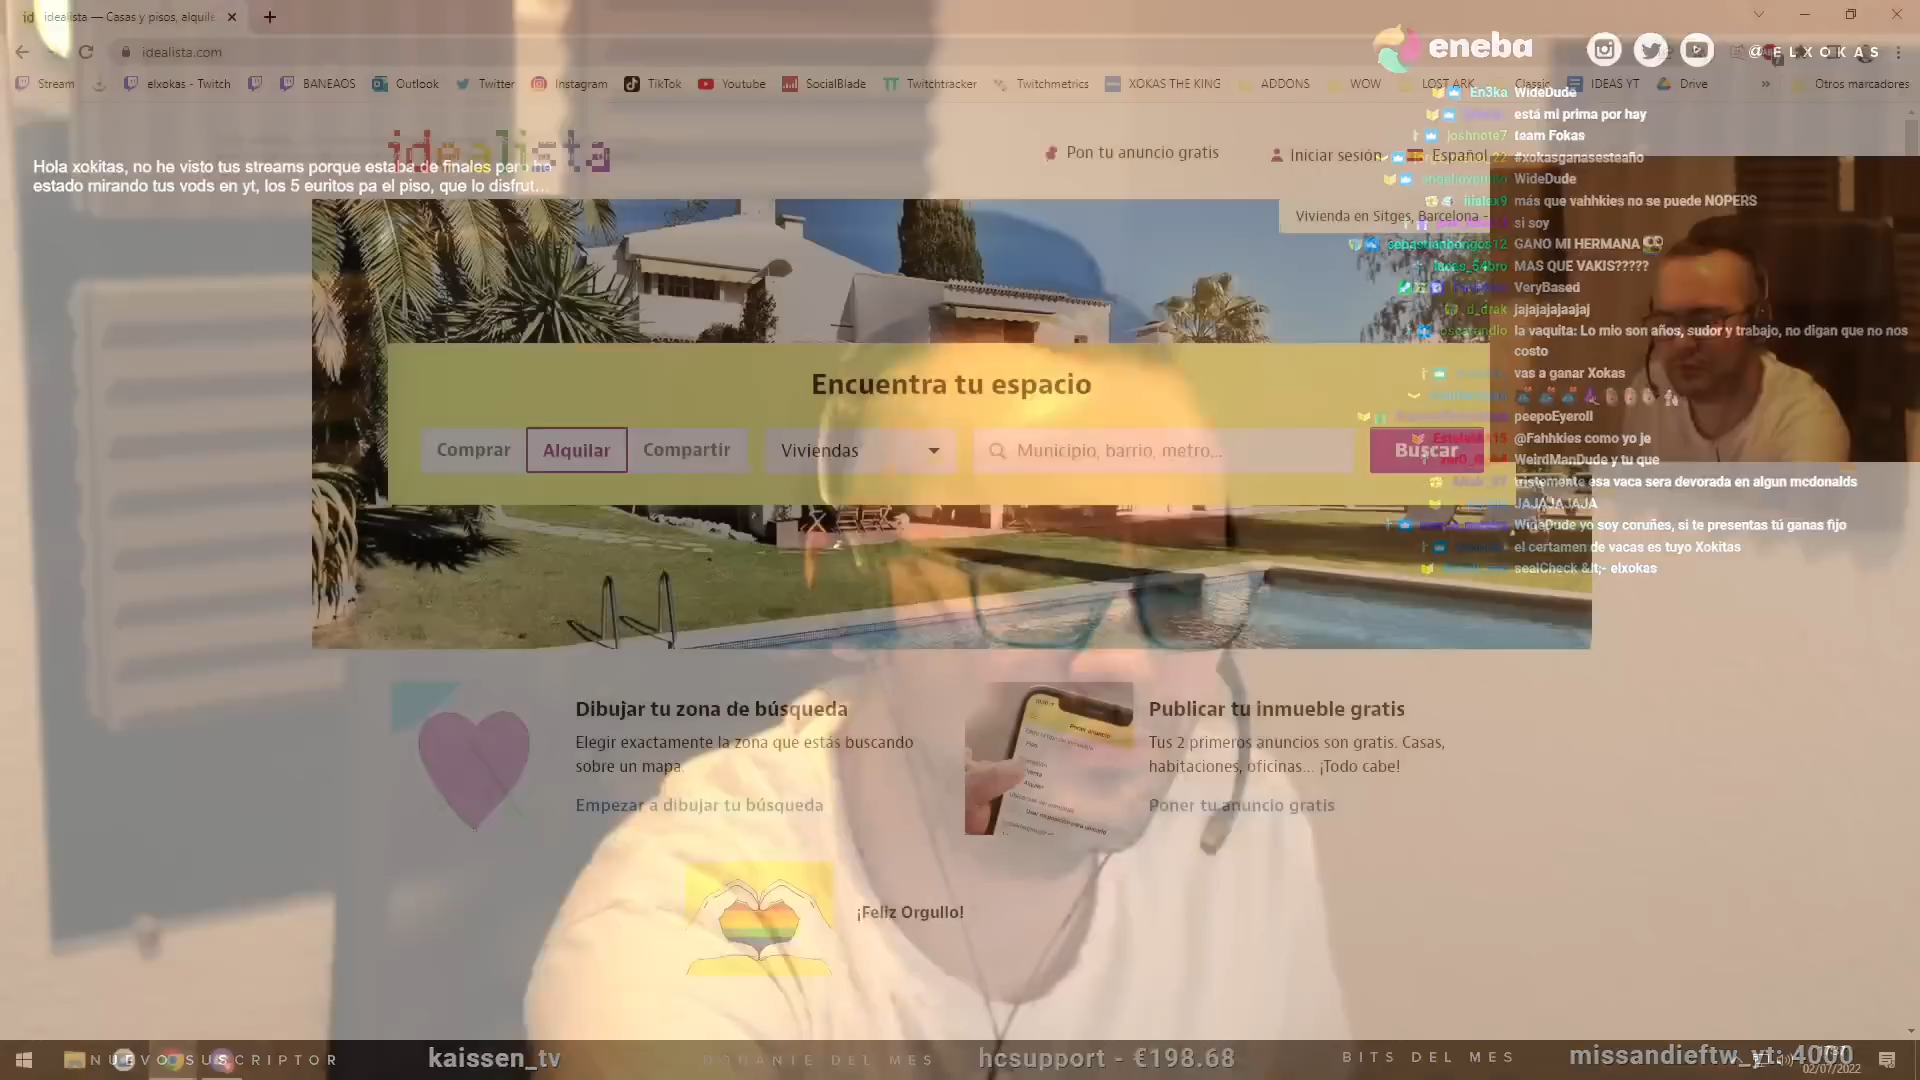 idealista — Casas y pisos, alquile
idealista.com
Stream
elxokas - Twitch
BANEAOS
Outlook
Twitter
Instagram
TikTok
Youtube
SocialBlade
Twitchtracker
Twitchmetrics
XOKAS THE KING
ADDONS
WOW
LOST ARK
Classic
IDEAS YT
Drive
Otros marcadores
eneba
@ELXOKAS
idealista
Pon tu anuncio gratis
Iniciar sesión
Español
Hola xokitas, no he visto tus streams porque estaba de finales pero he
estado mirando tus vods en yt, los 5 euritos pa el piso, que lo disfrut...
Vivienda en Sitges, Barcelona -
En3ka WideDude
está mi prima por hay
joshnote7 team Fokas
#xokasganasesteaño
WideDude
más que vahhkies no se puede NOPERS
si soy
sebastianbongos12 GANO MI HERMANA
lucas_54bro MAS QUE VAKIS?????
VeryBased
d_drak jajajajajaajaj
la vaquita: Lo mio son años, sudor y trabajo, no digan que no nos
costo
vas a ganar Xokas
peepoEyeroll
@Fahhkies como yo je
WeirdManDude y tu que
tristemente esa vaca sera devorada en algun mcdonalds
JAJAJAJAJA
WideDude yo soy coruñes, si te presentas tú ganas fijo
el certamen de vacas es tuyo Xokitas
sealCheck &lt;- elxokas
Encuentra tu espacio
Comprar
Alquilar
Compartir
Viviendas
Municipio, barrio, metro...
Buscar
Dibujar tu zona de búsqueda
Elegir exactamente la zona que estás buscando
sobre un mapa.
Empezar a dibujar tu búsqueda
Publicar tu inmueble gratis
Tus 2 primeros anuncios son gratis. Casas,
habitaciones, oficinas... ¡Todo cabe!
Poner tu anuncio gratis
¡Feliz Orgullo!
NUEVO SUSCRIPTOR
kaissen_tv
DONANTE DEL MES
hcsupport - €198.68
BITS DEL MES
missandieftw_yt: 4000
02/07/2022